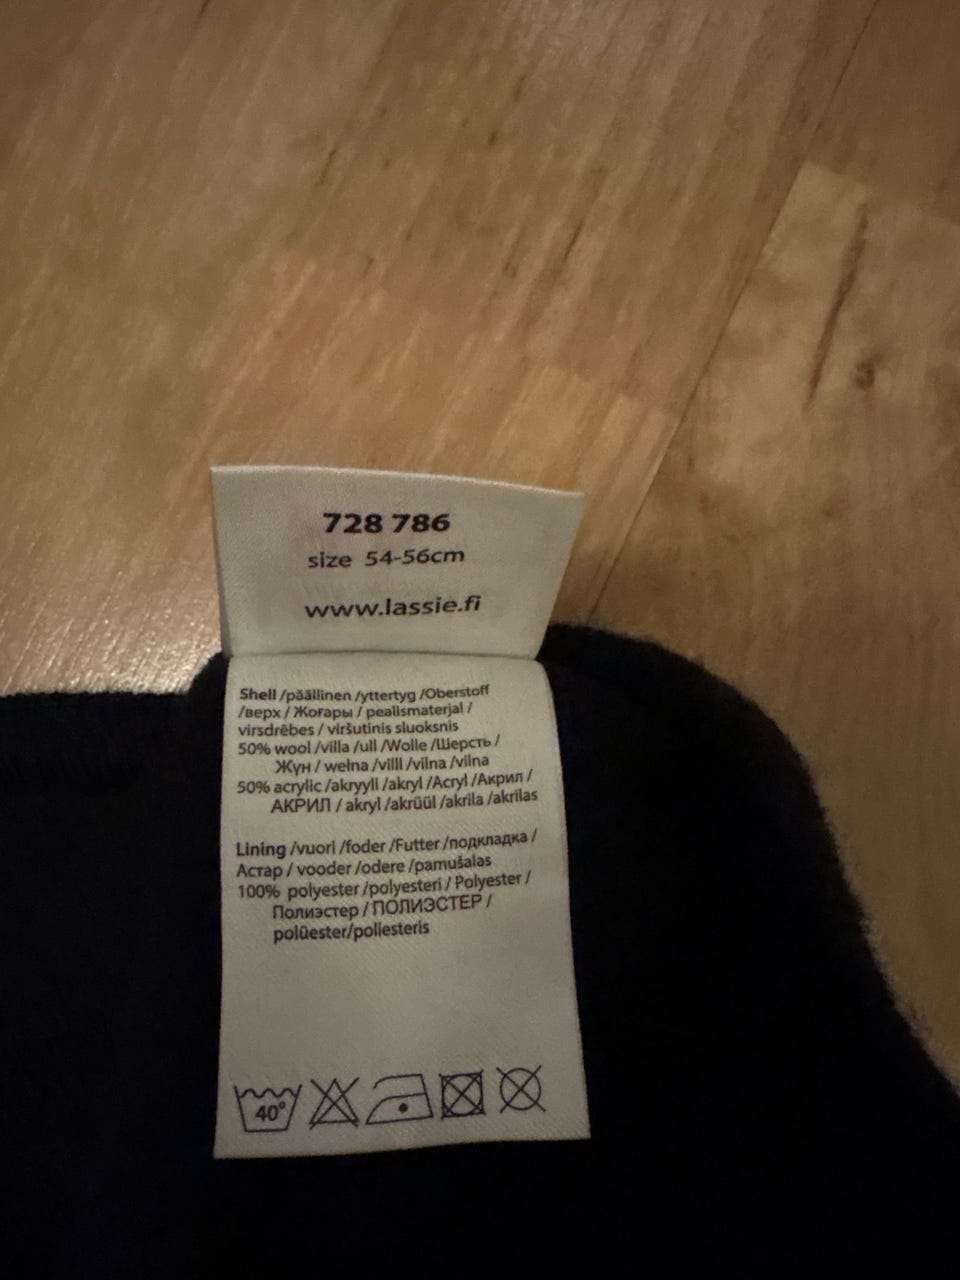 728 786
size 54-56cm
www.lassie.fi
Shell /päällinen /yttertyg /Oberstoff
/верх / Жоғары / pealismaterjal /
virsdrēbes / viršutinis sluoksnis
50% wool /villa /ull /Wolle /Шерсть /
Жүн / wełna /villl /vilna /vilna
50% acrylic /akryyli /akryl /Acryl /Акрил /
АКРИЛ / akryl /akrüül /akrila /akrilas
Lining /vuori /foder /Futter /подкладка /
Астар / vooder /odere /pamušalas
100% polyester /polyesteri / Polyester /
Полиэстер / ПОЛИЭСТЕР /
polüester/poliesteris
40°